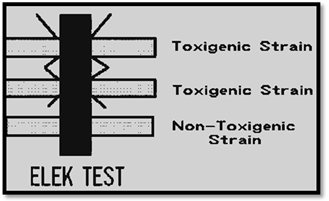 Toxigenic Strain
Toxigenic Strain
Non-Toxigenic
Strain
ELEK TEST